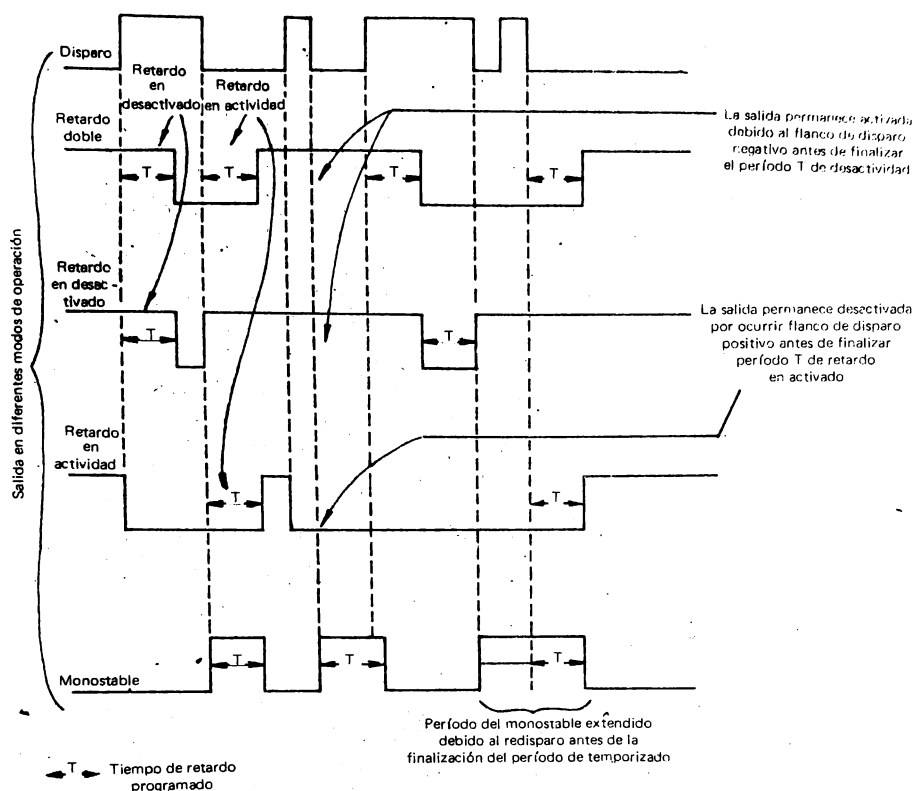 Disparo
Retardo
en
desactivado
Retardo
en actividad
Retardo
doble
T
T
T
T
La salida permanece activada
debido al flanco de disparo
negativo antes de finalizar
el período T de desactividad
Salida en diferentes modos de operación
Retardo
en desac-
tivado
T
T
La salida permanece desactivada
por ocurrir flanco de disparo
positivo antes de finalizar
período T de retardo
en activado
Retardo
en
actividad
T
T
Monostable
T
T
T
Período del monostable extendido
debido al redisparo antes de la
finalización del período de temporizado
T Tiempo de retardo
programado